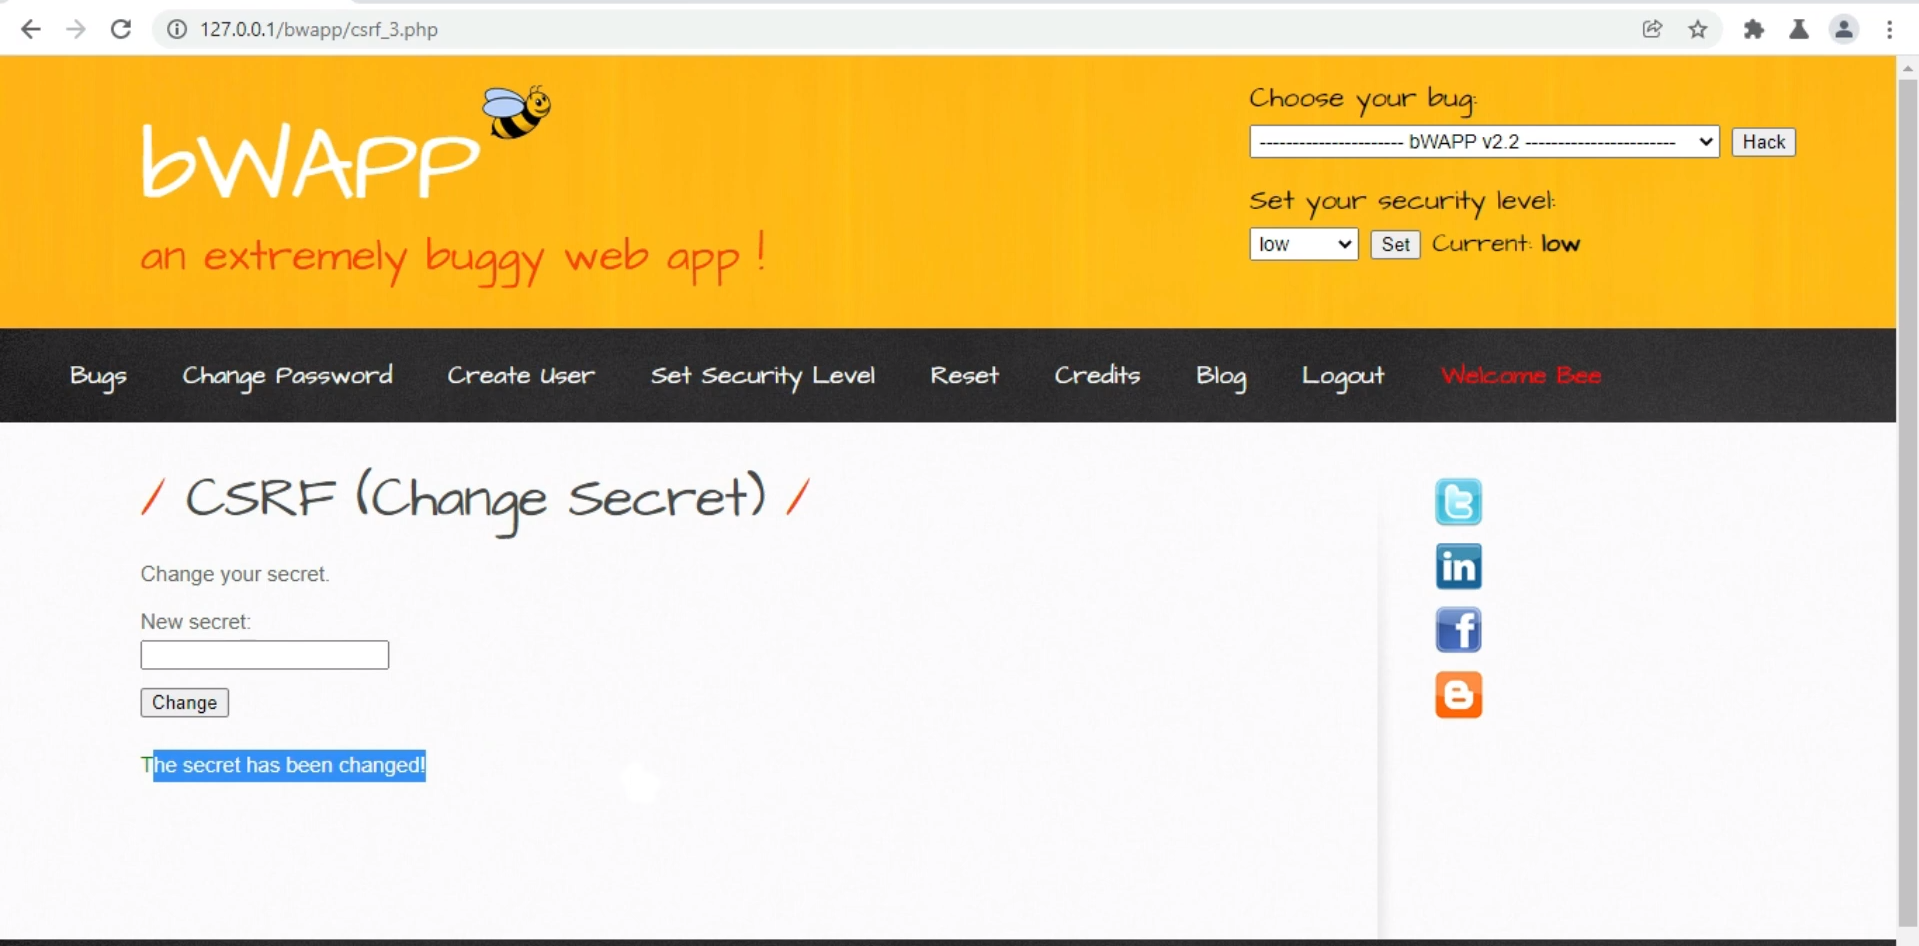 127.0.0.1/bwapp/csrf_3.php
bWAPP
an extremely buggy web app !
Choose your bug:
---------------------- bWAPP v2.2 ----------------------- Hack
Set your security level:
low Set Current: low
Bugs Change Password Create User Set Security Level Reset Credits Blog Logout Welcome Bee
/ CSRF (Change Secret) /
Change your secret.
New secret:
Change
The secret has been changed!